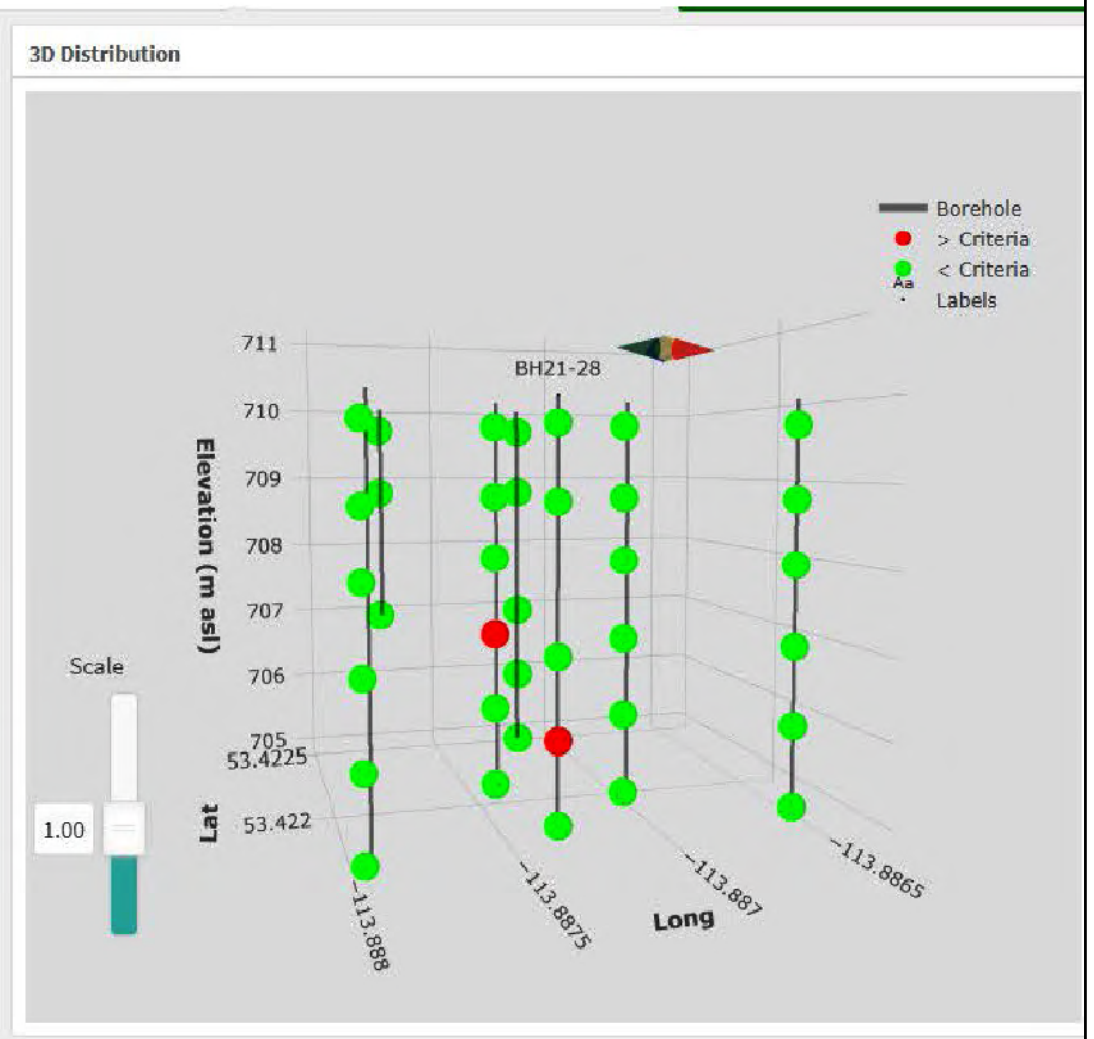 3D Distribution
Borehole
> Criteria
< Criteria
Aa
Labels
711
BH21-28
710
709
708
707
706
705
Elevation (m asl)
Scale
1.00
53.4225
53.422
Lat
−113.888
−113.8875
−113.887
−113.8865
Long